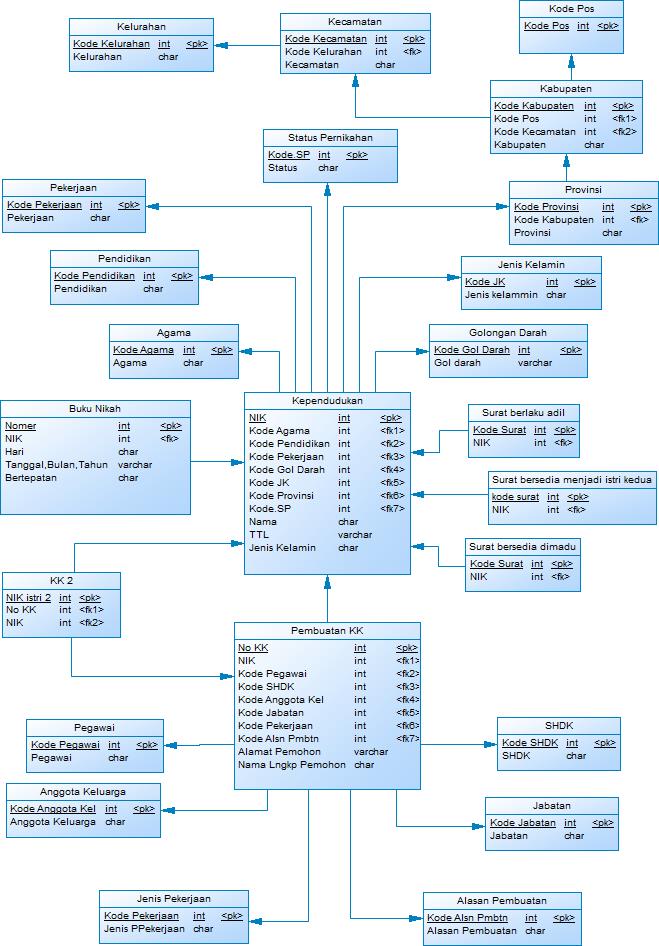 Kode Pos
Kode Pos int <pk>
Kelurahan
Kode Kelurahan int <pk>
Kelurahan char
Kecamatan
Kode Kecamatan int <pk>
Kode Kelurahan int <fk>
Kecamatan char
Kabupaten
Kode Kabupaten int <pk>
Kode Pos int <fk1>
Kode Kecamatan int <fk2>
Kabupaten char
Status Pernikahan
Kode.SP int <pk>
Status char
Pekerjaan
Kode Pekerjaan int <pk>
Pekerjaan char
Provinsi
Kode Provinsi int <pk>
Kode Kabupaten int <fk>
Provinsi char
Pendidikan
Kode Pendidikan int <pk>
Pendidikan char
Jenis Kelamin
Kode JK int <pk>
Jenis kelammin char
Agama
Kode Agama int <pk>
Agama char
Golongan Darah
Kode Gol Darah int <pk>
Gol darah varchar
Kependudukan
NIK int <pk>
Kode Agama int <fk1>
Kode Pendidikan int <fk2>
Kode Pekerjaan int <fk3>
Kode Gol Darah int <fk4>
Kode JK int <fk5>
Kode Provinsi int <fk6>
Kode.SP int <fk7>
Nama char
TTL varchar
Jenis Kelamin char
Buku Nikah
Nomer int <pk>
NIK int <fk>
Hari char
Tanggal,Bulan,Tahun varchar
Bertepatan char
Surat berlaku adil
Kode Surat int <pk>
NIK int <fk>
Surat bersedia menjadi istri kedua
kode surat int <pk>
NIK int <fk>
Surat bersedia dimadu
Kode Surat int <pk>
NIK int <fk>
KK 2
NIK istri 2 int <pk>
No KK int <fk1>
NIK int <fk2>
Pembuatan KK
No KK int <pk>
NIK int <fk1>
Kode Pegawai int <fk2>
Kode SHDK int <fk3>
Kode Anggota Kel int <fk4>
Kode Jabatan int <fk5>
Kode Pekerjaan int <fk6>
Kode Alsn Pmbtn int <fk7>
Alamat Pemohon varchar
Nama Lngkp Pemohon char
Pegawai
Kode Pegawai int <pk>
Pegawai char
SHDK
Kode SHDK int <pk>
SHDK char
Anggota Keluarga
Kode Anggota Kel int <pk>
Anggota Keluarga char
Jabatan
Kode Jabatan int <pk>
Jabatan char
Jenis Pekerjaan
Kode Pekerjaan int <pk>
Jenis PPekerjaan char
Alasan Pembuatan
Kode Alsn Pmbtn int <pk>
Alasan Pembuatan char